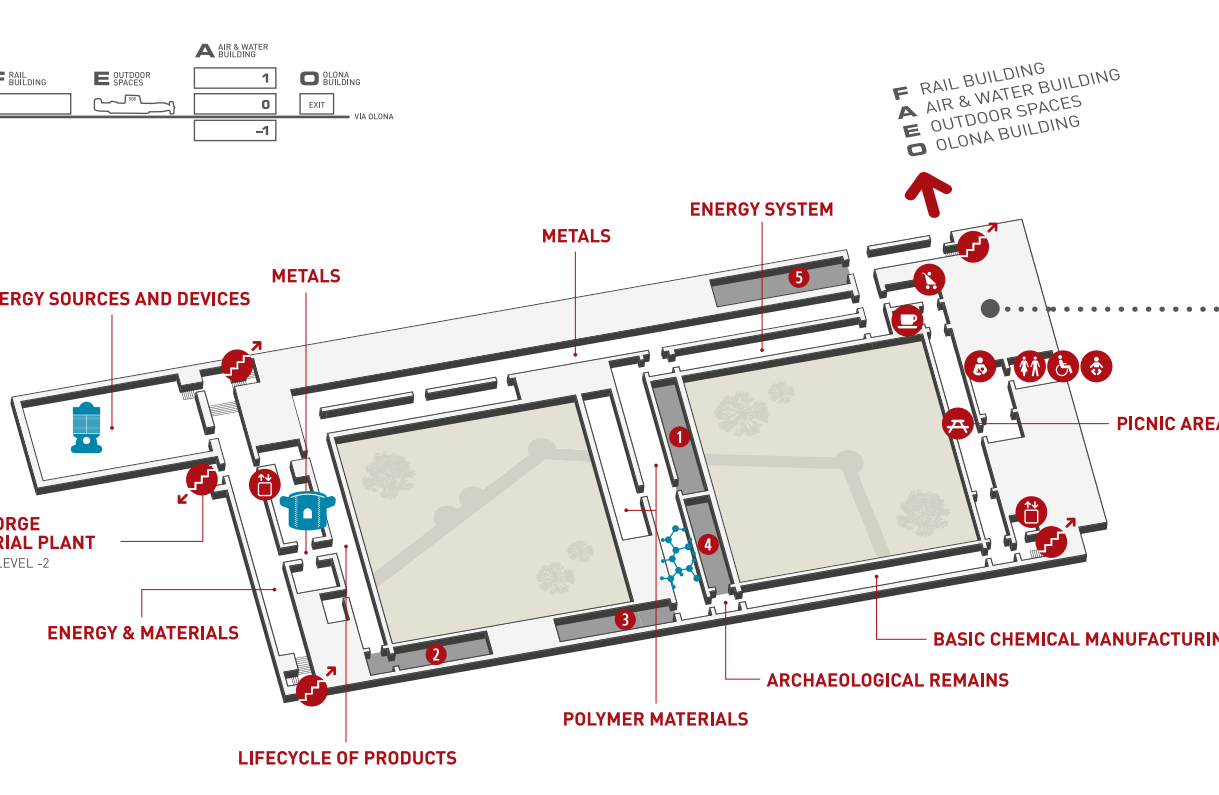 F RAIL
BUILDING
E OUTDOOR
SPACES
505
A AIR & WATER
BUILDING
1
0
-1
O OLONA
BUILDING
EXIT
VIA OLONA
F RAIL BUILDING
A AIR & WATER BUILDING
E OUTDOOR SPACES
O OLONA BUILDING
ENERGY SYSTEM
METALS
METALS
ERGY SOURCES AND DEVICES
5
1
PICNIC AREA
4
ORGE
RIAL PLANT
LEVEL -2
3
2
ENERGY & MATERIALS
BASIC CHEMICAL MANUFACTURIN
ARCHAEOLOGICAL REMAINS
POLYMER MATERIALS
LIFECYCLE OF PRODUCTS